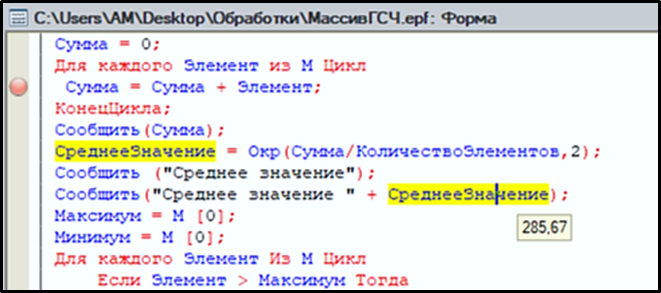 C:\Users\AM\Desktop\Обработки\МассивГСЧ.epf: Форма
Сумма = 0;
Для каждого Элемент из М Цикл
Сумма = Сумма + Элемент;
КонецЦикла;
Сообщить(Сумма);
СреднееЗначение = Окр(Сумма/КоличествоЭлементов,2);
Сообщить ("Среднее значение");
Сообщить("Среднее значение " + СреднееЗначение);
Максимум = М [0];
285,67
Минимум = М [0];
Для каждого Элемент Из М Цикл
Если Элемент > Максимум Тогда